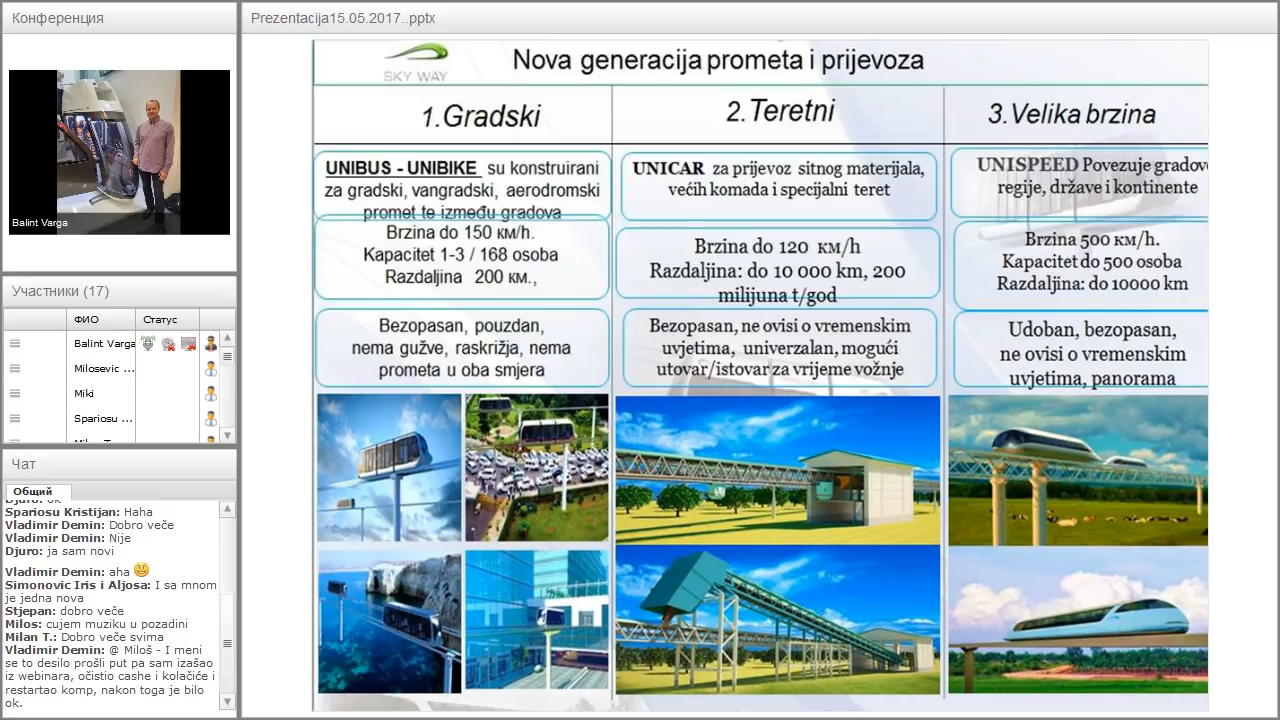 Конференция
Balint Varga
Участники (17)
ФИО
Статус
Balint Varga
Milosevic ...
Miki
Spariosu ...
Чат
Общий
Djuro: ok
Spariosu Kristijan: Haha
Vladimir Demin: Dobro veče
Vladimir Demin: Nije
Djuro: ja sam novi
Vladimir Demin: aha
Simonovic Iris i Aljosa: I sa mnom
je jedna nova
Stjepan: dobro veče
Milos: cujem muziku u pozadini
Milan T.: Dobro veče svima
Vladimir Demin: @ Miloš - I meni
se to desilo prošli put pa sam izašao
iz webinara, očistio cashe i kolačiće i
restartao komp, nakon toga je bilo
ok.
Prezentacija15.05.2017..pptx
SKY WAY
Nova generacija prometa i prijevoza
1.Gradski
UNIBUS - UNIBIKE su konstruirani
za gradski, vangradski, aerodromski
promet te između gradova
Brzina do 150 км/h.
Kapacitet 1-3 / 168 osoba
Razdaljina 200 км.,
Bezopasan, pouzdan,
nema gužve, raskrižja, nema
prometa u oba smjera
2.Teretni
UNICAR za prijevoz sitnog materijala,
većih komada i specijalni teret
Brzina do 120 км/h
Razdaljina: do 10 000 km, 200
milijuna t/god
Bezopasan, ne ovisi o vremenskim
uvjetima, univerzalan, mogući
utovar/istovar za vrijeme vožnje
3.Velika brzina
UNISPEED Povezuje gradov
regije, države i kontinente
Brzina 500 км/h.
Kapacitet do 500 osoba
Razdaljina: do 10000 km
Udoban, bezopasan,
ne ovisi o vremenskim
uvjetima, panorama